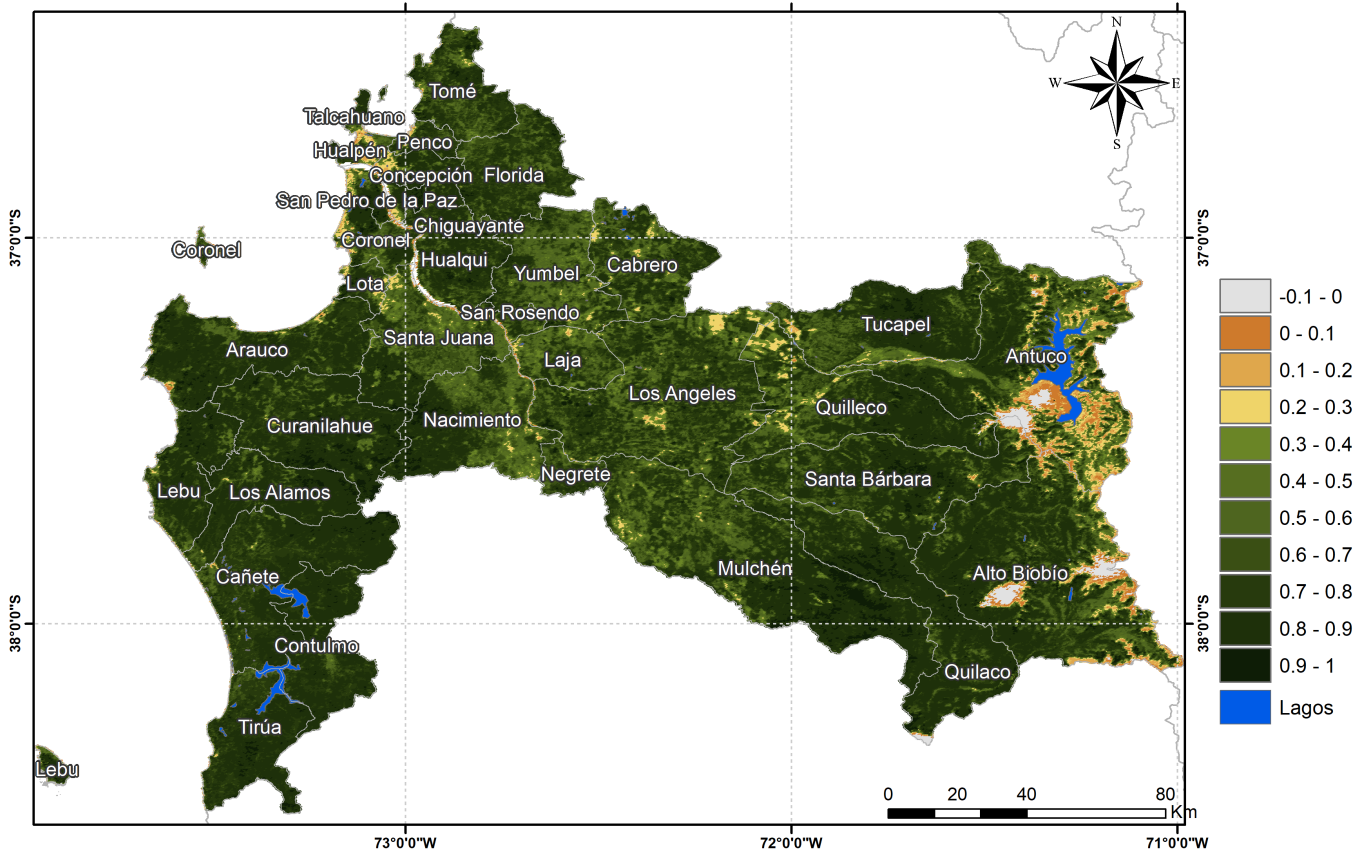 N
W
E
S
Tomé
Talcahuano
Penco
Hualpén
Concepción
Florida
San Pedro de la Paz
Chiguayante
Coronel
Coronel
Hualqui
Cabrero
Yumbel
Lota
San Rosendo
Tucapel
Santa Juana
Arauco
Antuco
Laja
Los Angeles
Quilleco
Nacimiento
Curanilahue
Negrete
Santa Bárbara
Lebu
Los Alamos
Mulchén
Alto Biobío
Cañete
Contulmo
Quilaco
Tirúa
Lebu
37°0'0"S
37°0'0"S
38°0'0"S
38°0'0"S
73°0'0"W
72°0'0"W
71°0'0"W
0 20 40 80
Km
-0.1 - 0
0 - 0.1
0.1 - 0.2
0.2 - 0.3
0.3 - 0.4
0.4 - 0.5
0.5 - 0.6
0.6 - 0.7
0.7 - 0.8
0.8 - 0.9
0.9 - 1
Lagos